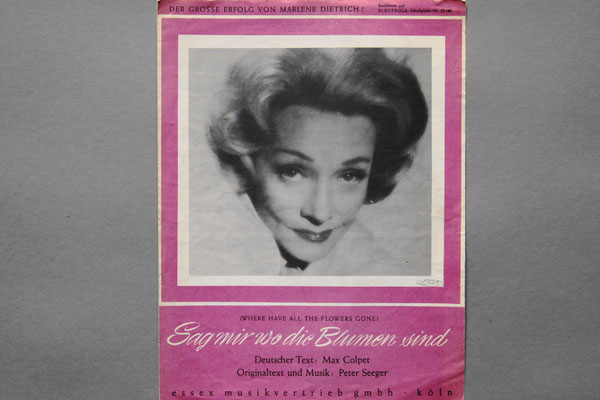 DER GROSSE ERFOLG VON MARLENE DIETRICH!
ELECTROLA
(WHERE HAVE ALL THE FLOWERS GONE)
Sag mir wo die Blumen sind
Deutscher Text: Max Colpet
Originaltext und Musik: Peter Seeger
essex musikvertrieb gmbh · köln